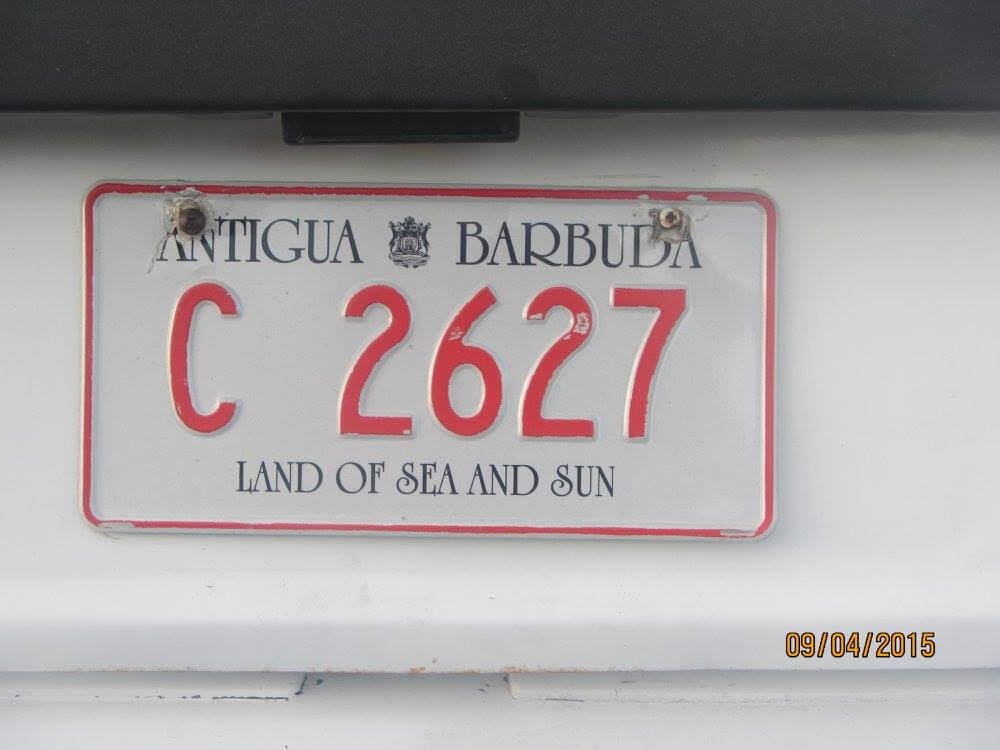 ANTIGUA BARBUDA
C 2627
LAND OF SEA AND SUN
09/04/2015